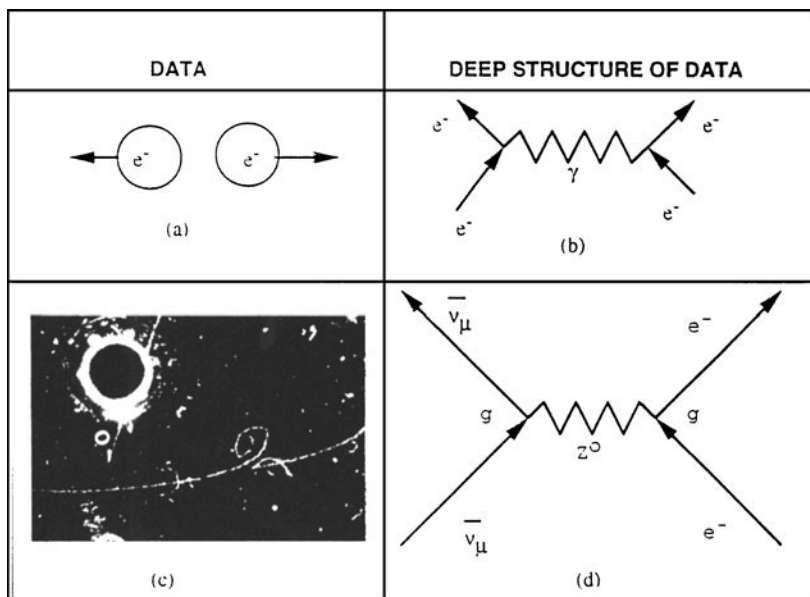 DATA
DEEP STRUCTURE OF DATA
e⁻ e⁻
(a)
e⁻ e⁻
γ
e⁻ e⁻
(b)
(c)
ν̅μ e⁻
g g
Z⁰
ν̅μ e⁻
(d)